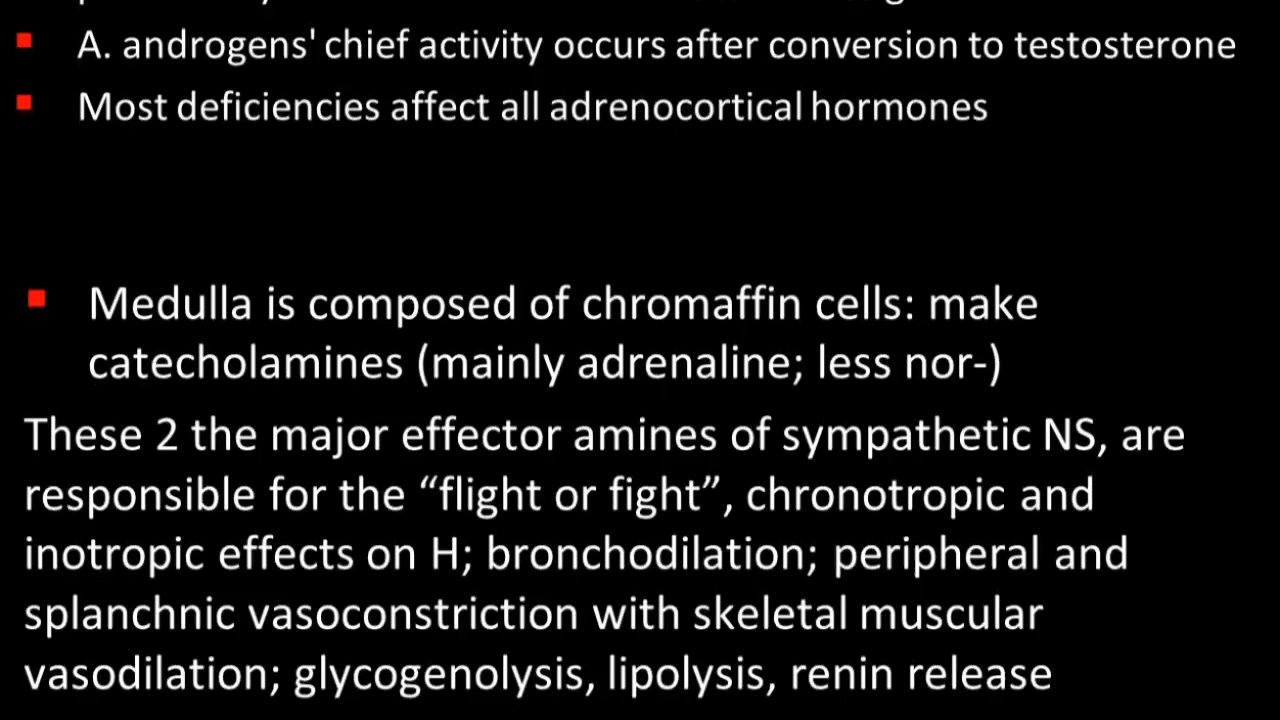 A. androgens' chief activity occurs after conversion to testosterone
Most deficiencies affect all adrenocortical hormones
Medulla is composed of chromaffin cells: make
catecholamines (mainly adrenaline; less nor-)
These 2 the major effector amines of sympathetic NS, are
responsible for the “flight or fight”, chronotropic and
inotropic effects on H; bronchodilation; peripheral and
splanchnic vasoconstriction with skeletal muscular
vasodilation; glycogenolysis, lipolysis, renin release